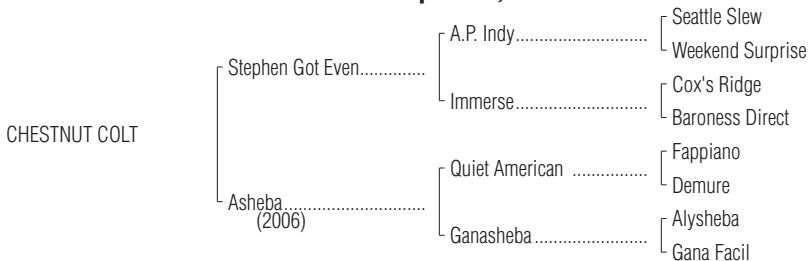 Seattle Slew
A.P. Indy
Weekend Surprise
Stephen Got Even
Cox's Ridge
Immerse
Baroness Direct
CHESTNUT COLT
Fappiano
Quiet American
Demure
Asheba
(2006)
Alysheba
Ganasheba
Gana Facil